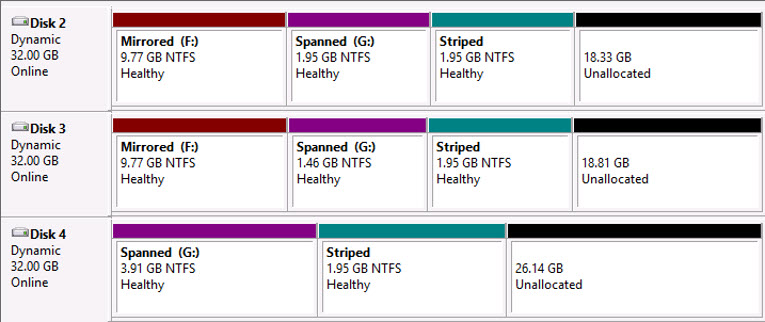 Disk 2
Dynamic
32.00 GB
Online
Mirrored (F:)
9.77 GB NTFS
Healthy
Spanned (G:)
1.95 GB NTFS
Healthy
Striped
1.95 GB NTFS
Healthy
18.33 GB
Unallocated
Disk 3
Dynamic
32.00 GB
Online
Mirrored (F:)
9.77 GB NTFS
Healthy
Spanned (G:)
1.46 GB NTFS
Healthy
Striped
1.95 GB NTFS
Healthy
18.81 GB
Unallocated
Disk 4
Dynamic
32.00 GB
Online
Spanned (G:)
3.91 GB NTFS
Healthy
Striped
1.95 GB NTFS
Healthy
26.14 GB
Unallocated